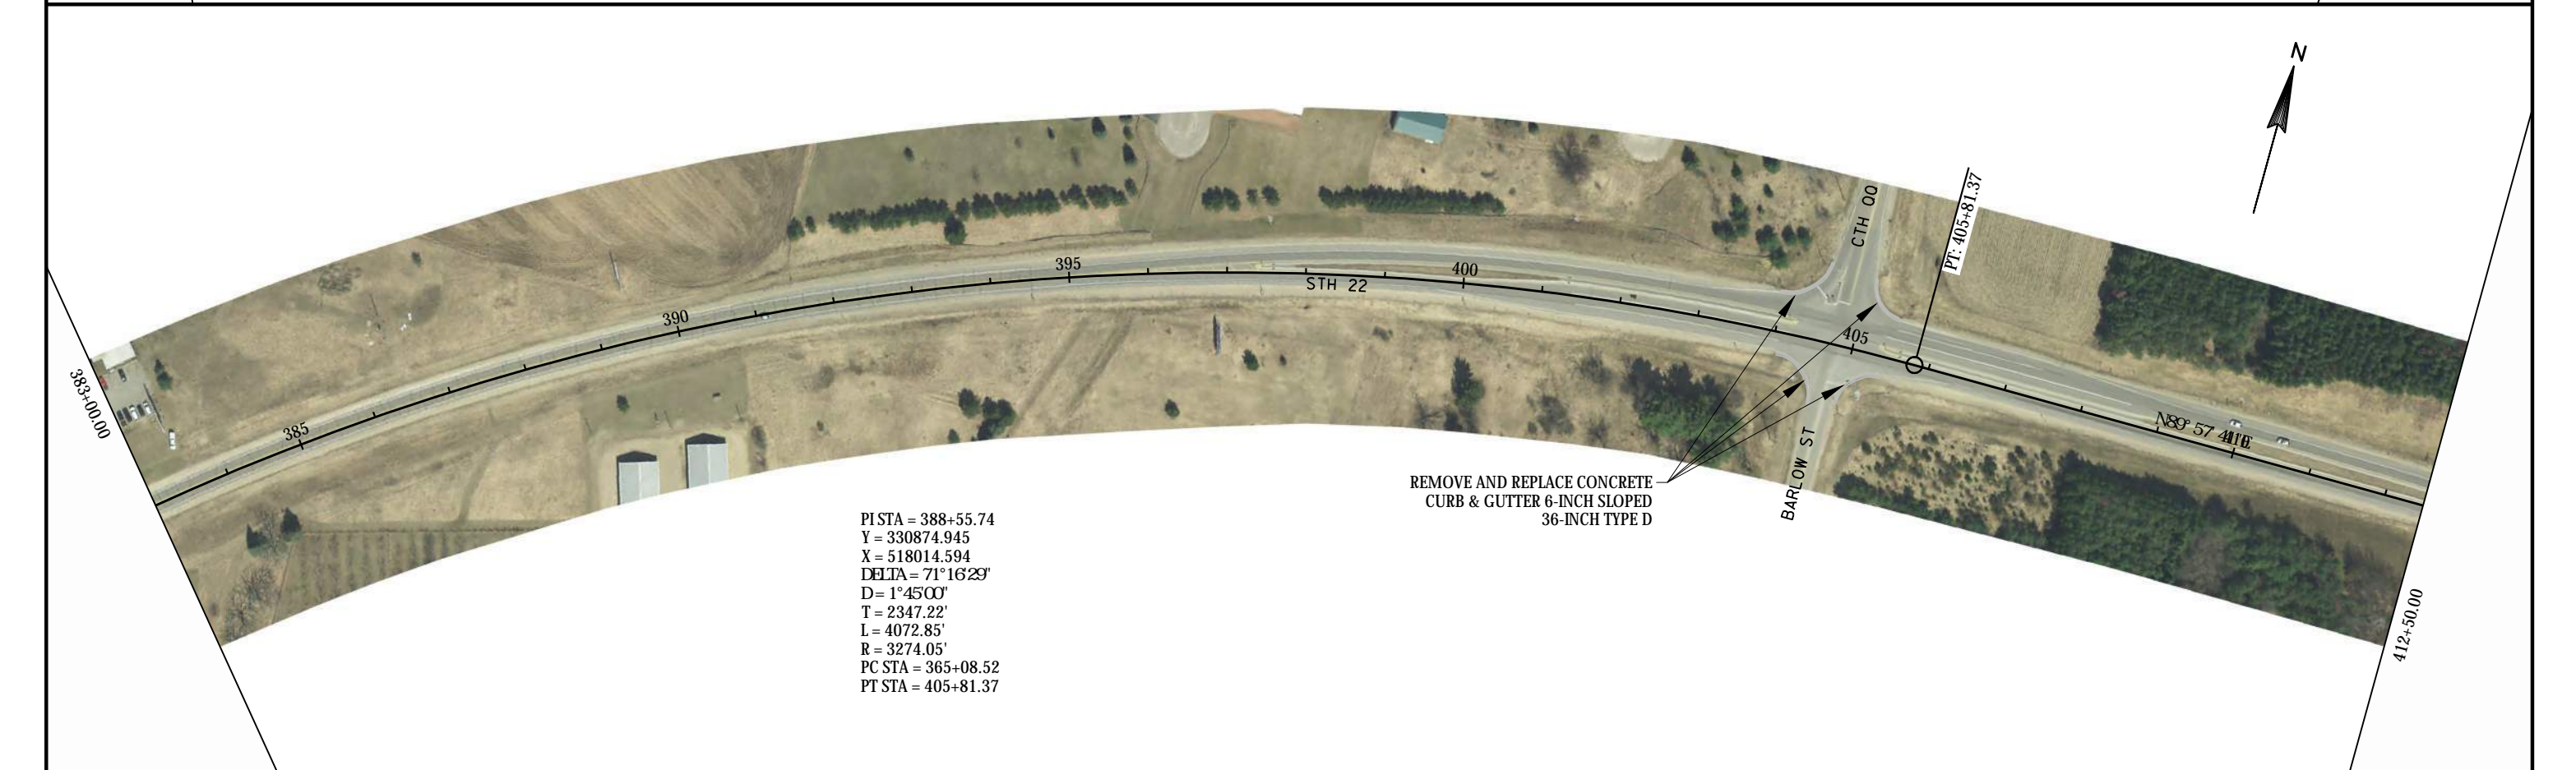 N
CTH QQ
PT: 405+81.37
395
400
STH 22
390
405
383+00.00
385
N89° 57'
REMOVE AND REPLACE CONCRETE
CURB & GUTTER 6-INCH SLOPED
36-INCH TYPE D
BARLOW ST
412+50.00
PI STA = 388+55.74
Y = 330874.945
X = 518014.594
DELTA = 71°16'29"
D = 1°45'00"
T = 2347.22'
L = 4072.85'
R = 3274.05'
PC STA = 365+08.52
PT STA = 405+81.37